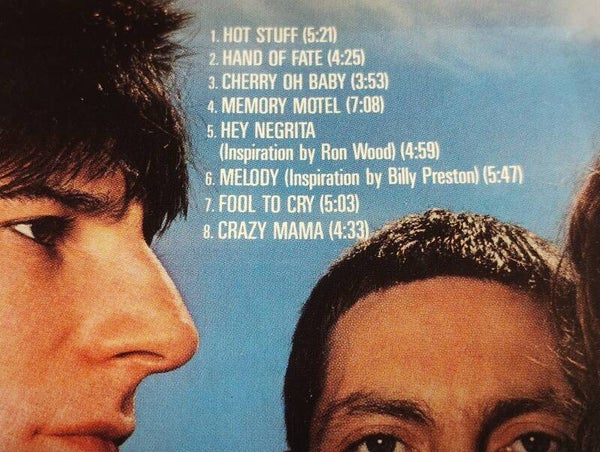 1. HOT STUFF (5:21)
2. HAND OF FATE (4:25)
3. CHERRY OH BABY (3:53)
4. MEMORY MOTEL (7:08)
5. HEY NEGRITA
(Inspiration by Ron Wood) (4:59)
6. MELODY (Inspiration by Billy Preston) (5:47)
7. FOOL TO CRY (5:03)
8. CRAZY MAMA (4:33)